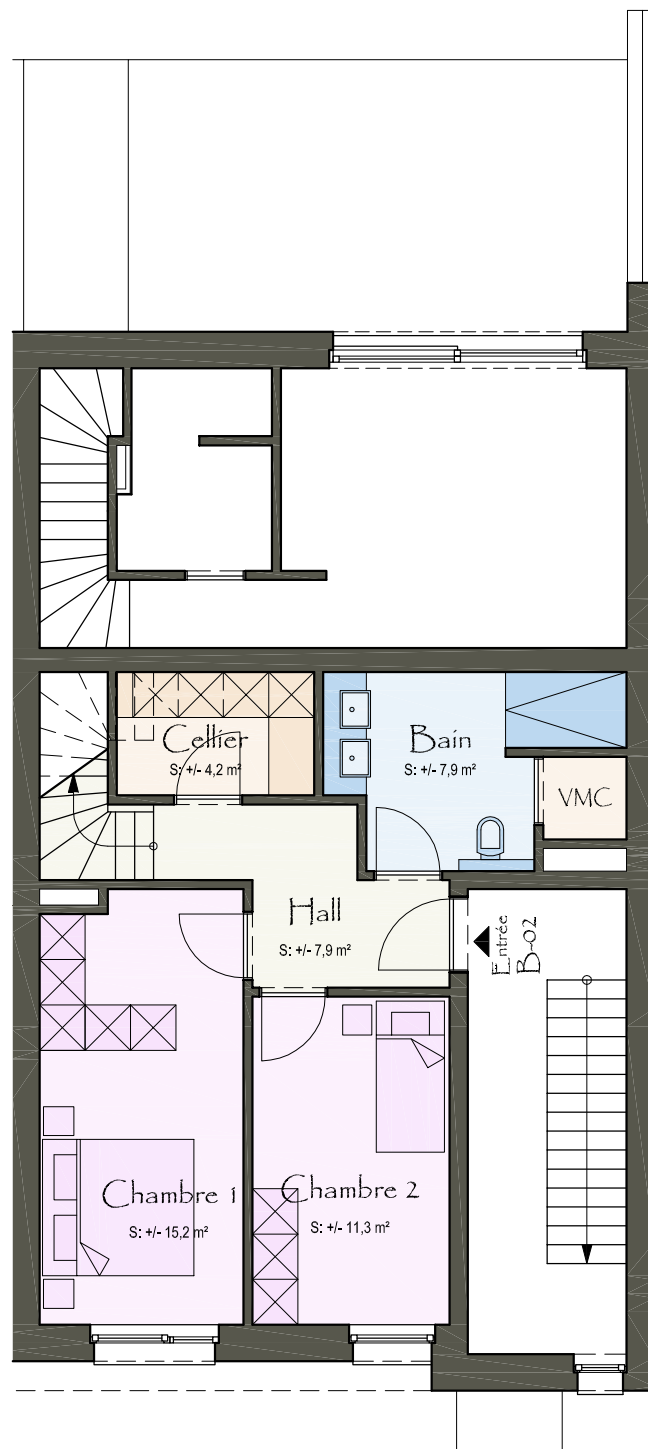 Cellier
S: +/- 4,2 m²
Bain
S: +/- 7,9 m²
VMC
Hall
S: +/- 7,9 m²
Entrée
B-02
Chambre 1
S: +/- 15,2 m²
Chambre 2
S: +/- 11,3 m²